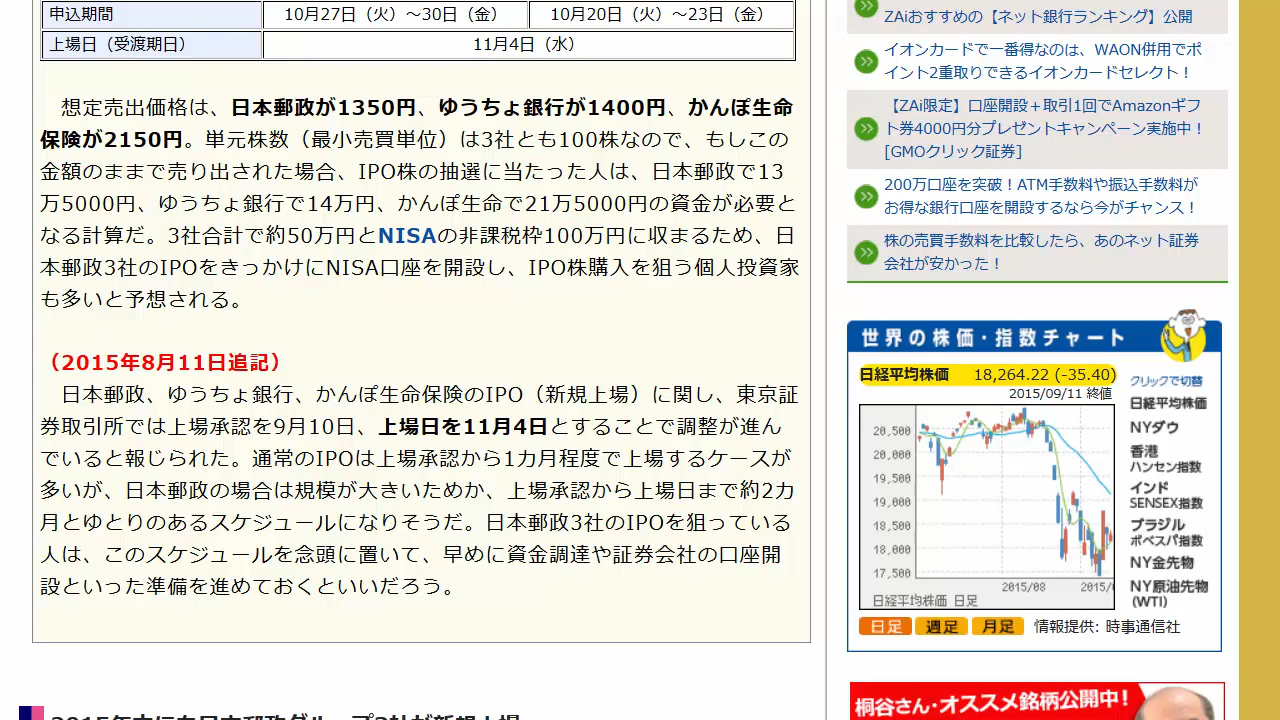 申込期間 10月27日（火）～30日（金） 10月20日（火）～23日（金）
上場日（受渡期日） 11月4日（水）
想定売出価格は、日本郵政が1350円、ゆうちょ銀行が1400円、かんぽ生命
保険が2150円。単元株数（最小売買単位）は3社とも100株なので、もしこの
金額のままで売り出された場合、IPO株の抽選に当たった人は、日本郵政で13
万5000円、ゆうちょ銀行で14万円、かんぽ生命で21万5000円の資金が必要と
なる計算だ。3社合計で約50万円とNISAの非課税枠100万円に収まるため、日
本郵政3社のIPOをきっかけにNISA口座を開設し、IPO株購入を狙う個人投資家
も多いと予想される。
（2015年8月11日追記）
日本郵政、ゆうちょ銀行、かんぽ生命保険のIPO（新規上場）に関し、東京証
券取引所では上場承認を9月10日、上場日を11月4日とすることで調整が進ん
でいると報じられた。通常のIPOは上場承認から1カ月程度で上場するケースが
多いが、日本郵政の場合は規模が大きいためか、上場承認から上場日まで約2カ
月とゆとりのあるスケジュールになりそうだ。日本郵政3社のIPOを狙っている
人は、このスケジュールを念頭に置いて、早めに資金調達や証券会社の口座開
設といった準備を進めておくといいだろう。
2015年中に日本郵政グループ3社が新規上場
ZAiおすすめの【ネット銀行ランキング】公開
イオンカードで一番得なのは、WAON併用でポ
イント2重取りできるイオンカードセレクト！
【ZAi限定】口座開設＋取引1回でAmazonギフ
ト券4000円分プレゼントキャンペーン実施中！
[GMOクリック証券]
200万口座を突破！ATM手数料や振込手数料が
お得な銀行口座を開設するなら今がチャンス！
株の売買手数料を比較したら、あのネット証券
会社が安かった！
世界の株価・指数チャート
日経平均株価 18,264.22 (-35.40)
2015/09/11 終値
20,500
20,000
19,500
19,000
18,500
18,000
17,500
2015/08 2015/
日経平均株価 日足
クリックで切替
日経平均株価
NYダウ
香港
ハンセン指数
インド
SENSEX指数
ブラジル
ボベスパ指数
NY金先物
NY原油先物
(WTI)
日足 週足 月足 情報提供: 時事通信社
桐谷さん・オススメ銘柄公開中！